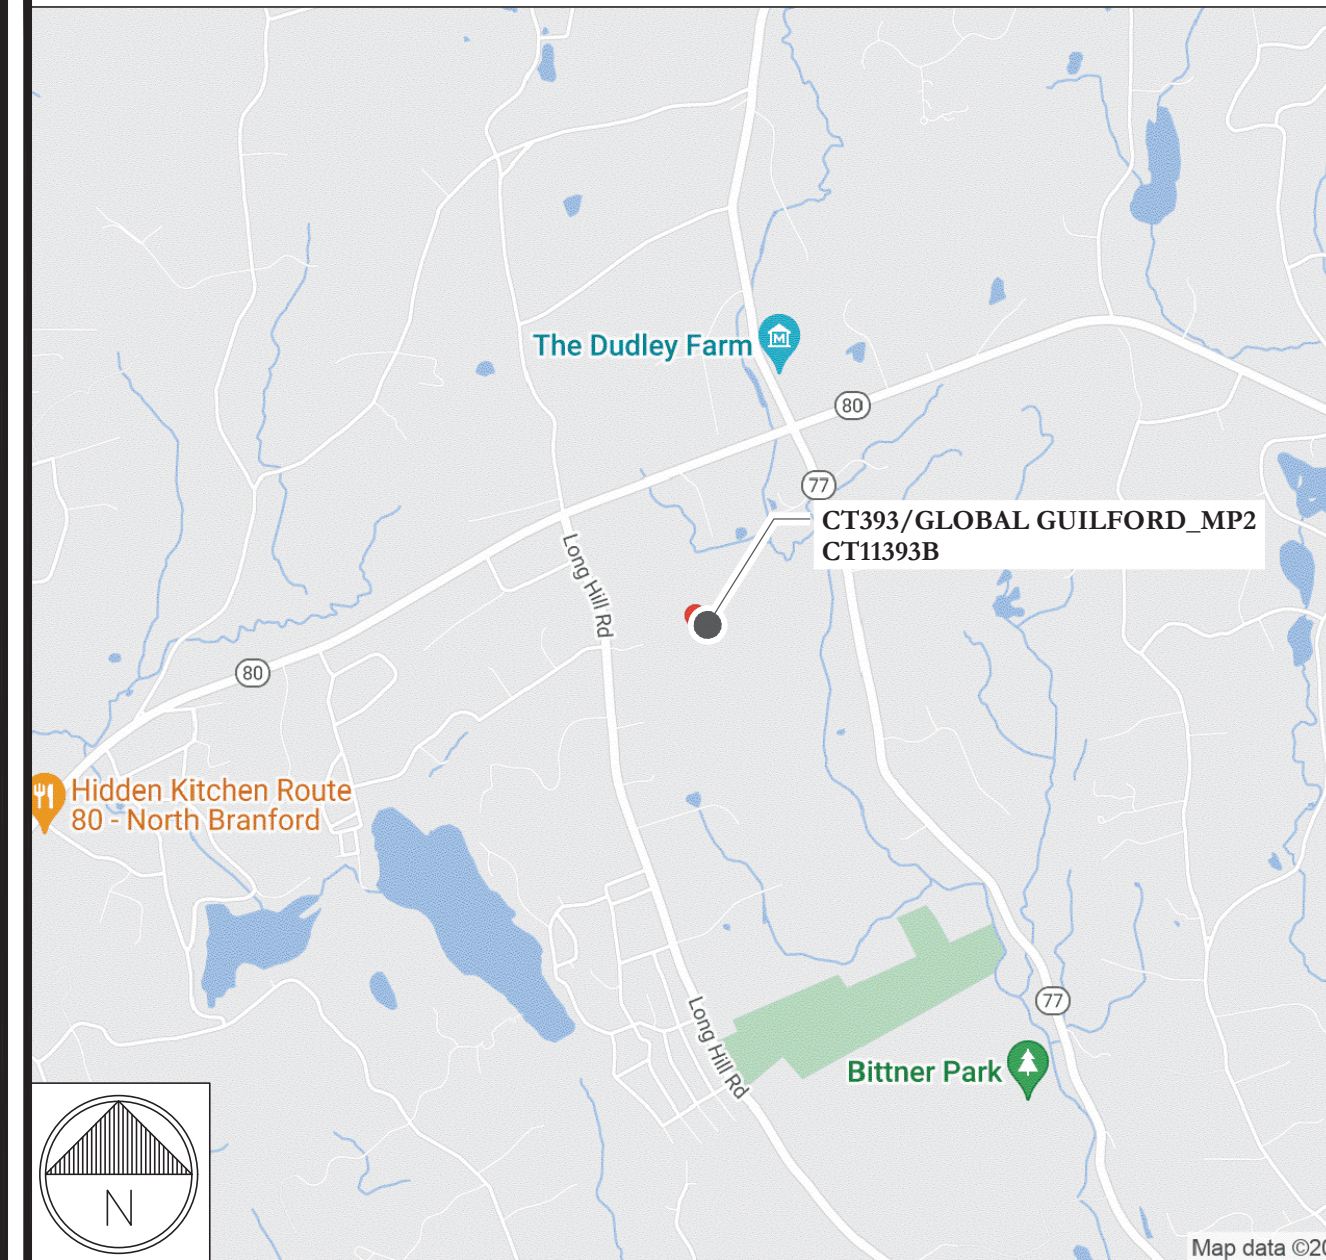 The Dudley Farm
M
80
77
CT393/GLOBAL GUILFORD_MP2
CT11393B
Long Hill Rd
80
Hidden Kitchen Route
80 - North Branford
Long Hill Rd
77
Bittner Park
N
Map data ©20